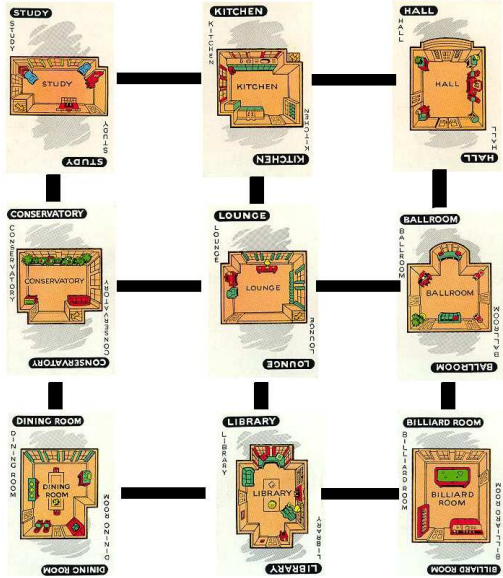 STUDY
STUDY
STUDY
STUDY
STUDY
KITCHEN
KITCHEN
KITCHEN
KITCHEN
KITCHEN
HALL
HALL
HALL
HALL
HALL
CONSERVATORY
CONSERVATORY
CONSERVATORY
CONSERVATORY
CONSERVATORY
LOUNGE
LOUNGE
LOUNGE
LOUNGE
LOUNGE
BALLROOM
BALLROOM
BALLROOM
BALLROOM
BALLROOM
DINING ROOM
DINING ROOM
DINING
ROOM
DINING ROOM
DINING ROOM
LIBRARY
LIBRARY
LIBRARY
LIBRARY
LIBRARY
BILLIARD ROOM
BILLIARD ROOM
BILLIARD
ROOM
BILLIARD ROOM
BILLIARD ROOM